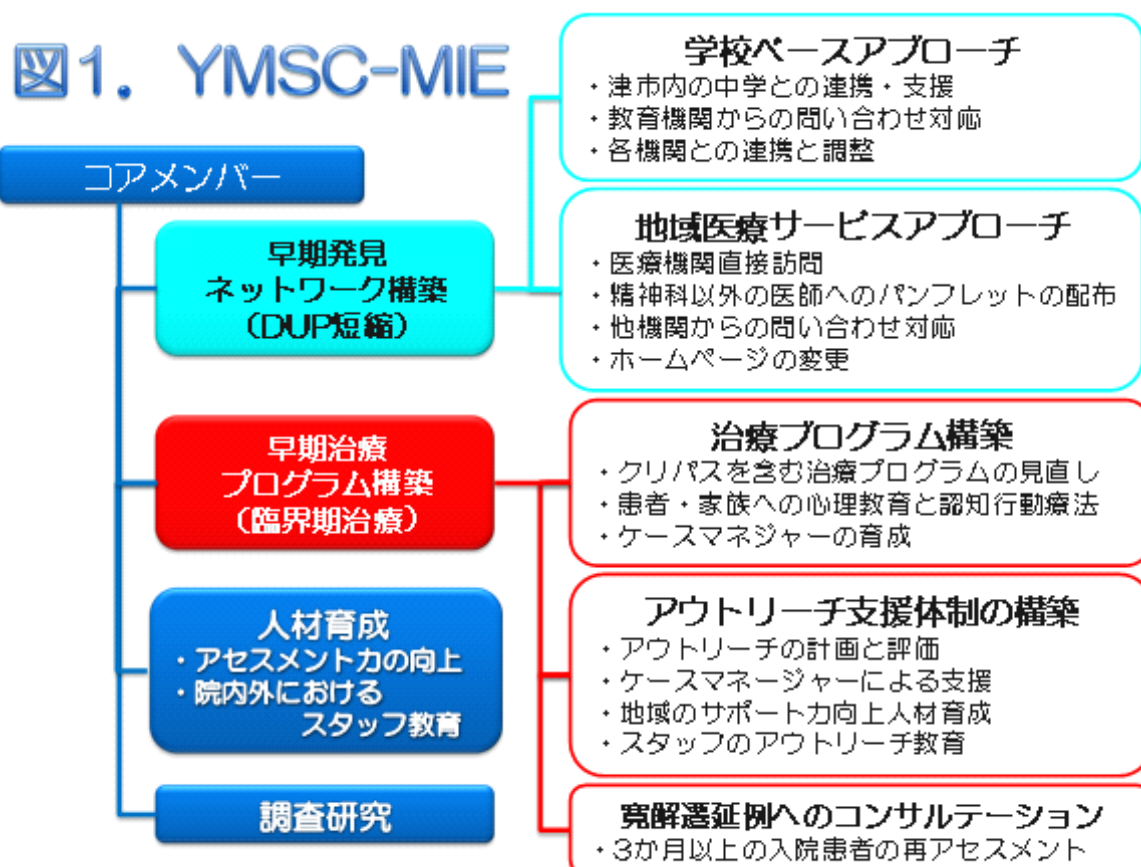 図1．YMSC-MIE
コアメンバー
早期発見
ネットワーク構築
（DUP短縮）
学校ベースアプローチ
・津市内の中学との連携・支援
・教育機関からの問い合わせ対応
・各機関との連携と調整
地域医療サービスアプローチ
・医療機関直接訪問
・精神科以外の医師へのパンフレットの配布
・他機関からの問い合わせ対応
・ホームページの変更
早期治療
プログラム構築
（臨界期治療）
治療プログラム構築
・クリパスを含む治療プログラムの見直し
・患者・家族への心理教育と認知行動療法
・ケースマネジャーの育成
アウトリーチ支援体制の構築
・アウトリーチの計画と評価
・ケースマネージャーによる支援
・地域のサポート力向上人材育成
・スタッフのアウトリーチ教育
寛解遷延例へのコンサルテーション
・3か月以上の入院患者の再アセスメント
人材育成
・アセスメント力の向上
・院内外における
スタッフ教育
調査研究